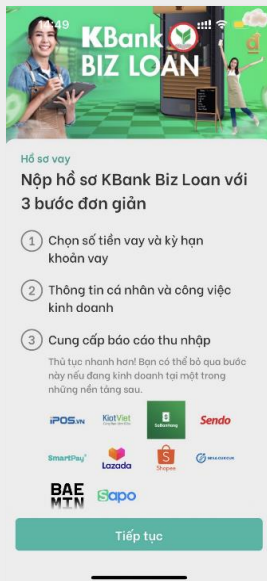 14:49
KBank
BIZ LOAN
đ
Hồ sơ vay
Nộp hồ sơ KBank Biz Loan với
3 bước đơn giản
1 Chọn số tiền vay và kỳ hạn
khoản vay
2 Thông tin cá nhân và công việc
kinh doanh
3 Cung cấp báo cáo thu nhập
Thủ tục nhanh hơn! Bạn có thể bỏ qua bước
này nếu đang kinh doanh tại một trong
những nền tảng sau.
iPOS.VN KiotViet SoBanHang Sendo
SmartPay Lazada Shopee
BAE
MIN Sapo
Tiếp tục